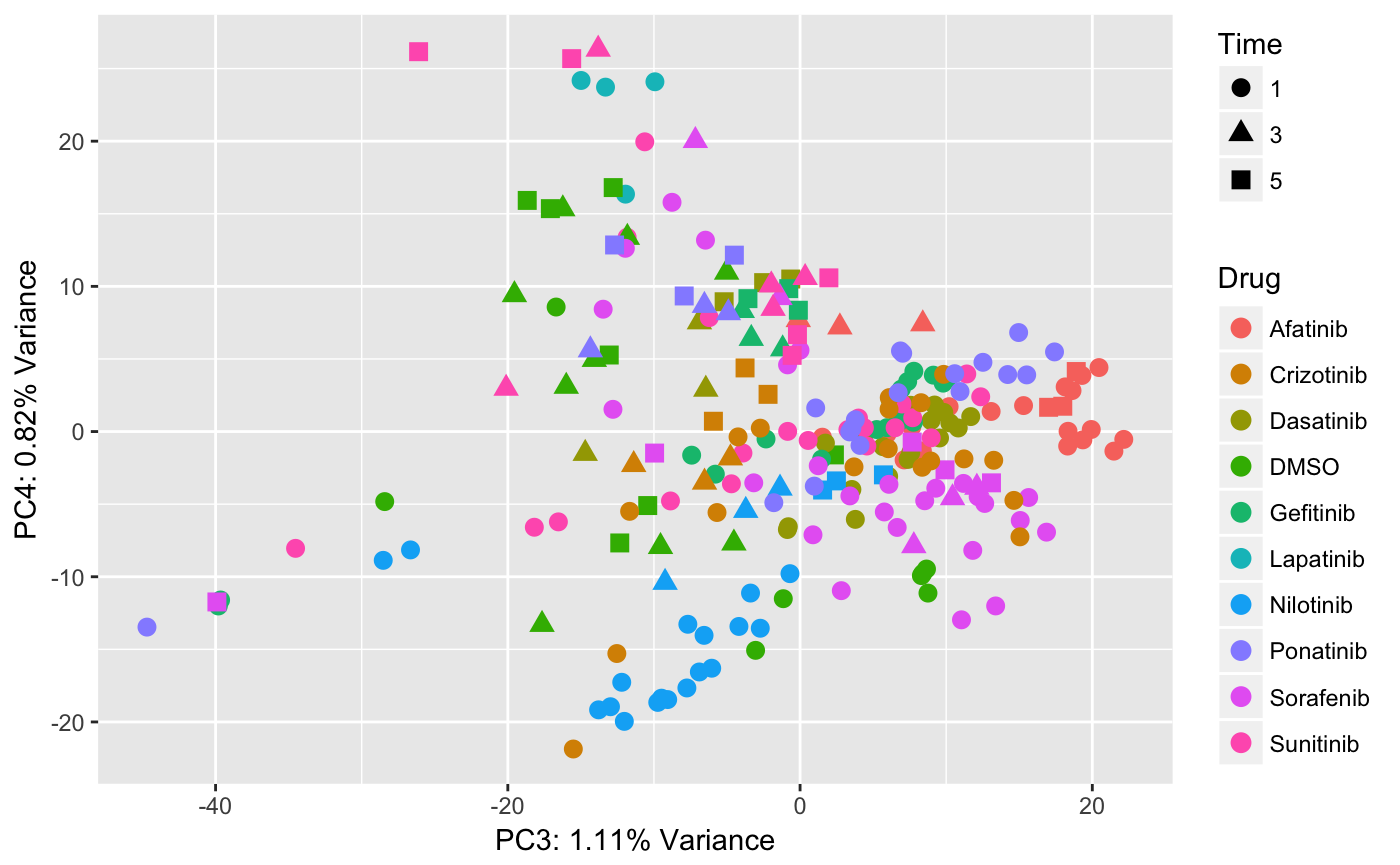 20
10
0
-10
-20
PC4: 0.82% Variance
-40
-20
0
20
PC3: 1.11% Variance
Time
1
3
5
Drug
Afatinib
Crizotinib
Dasatinib
DMSO
Gefitinib
Lapatinib
Nilotinib
Ponatinib
Sorafenib
Sunitinib